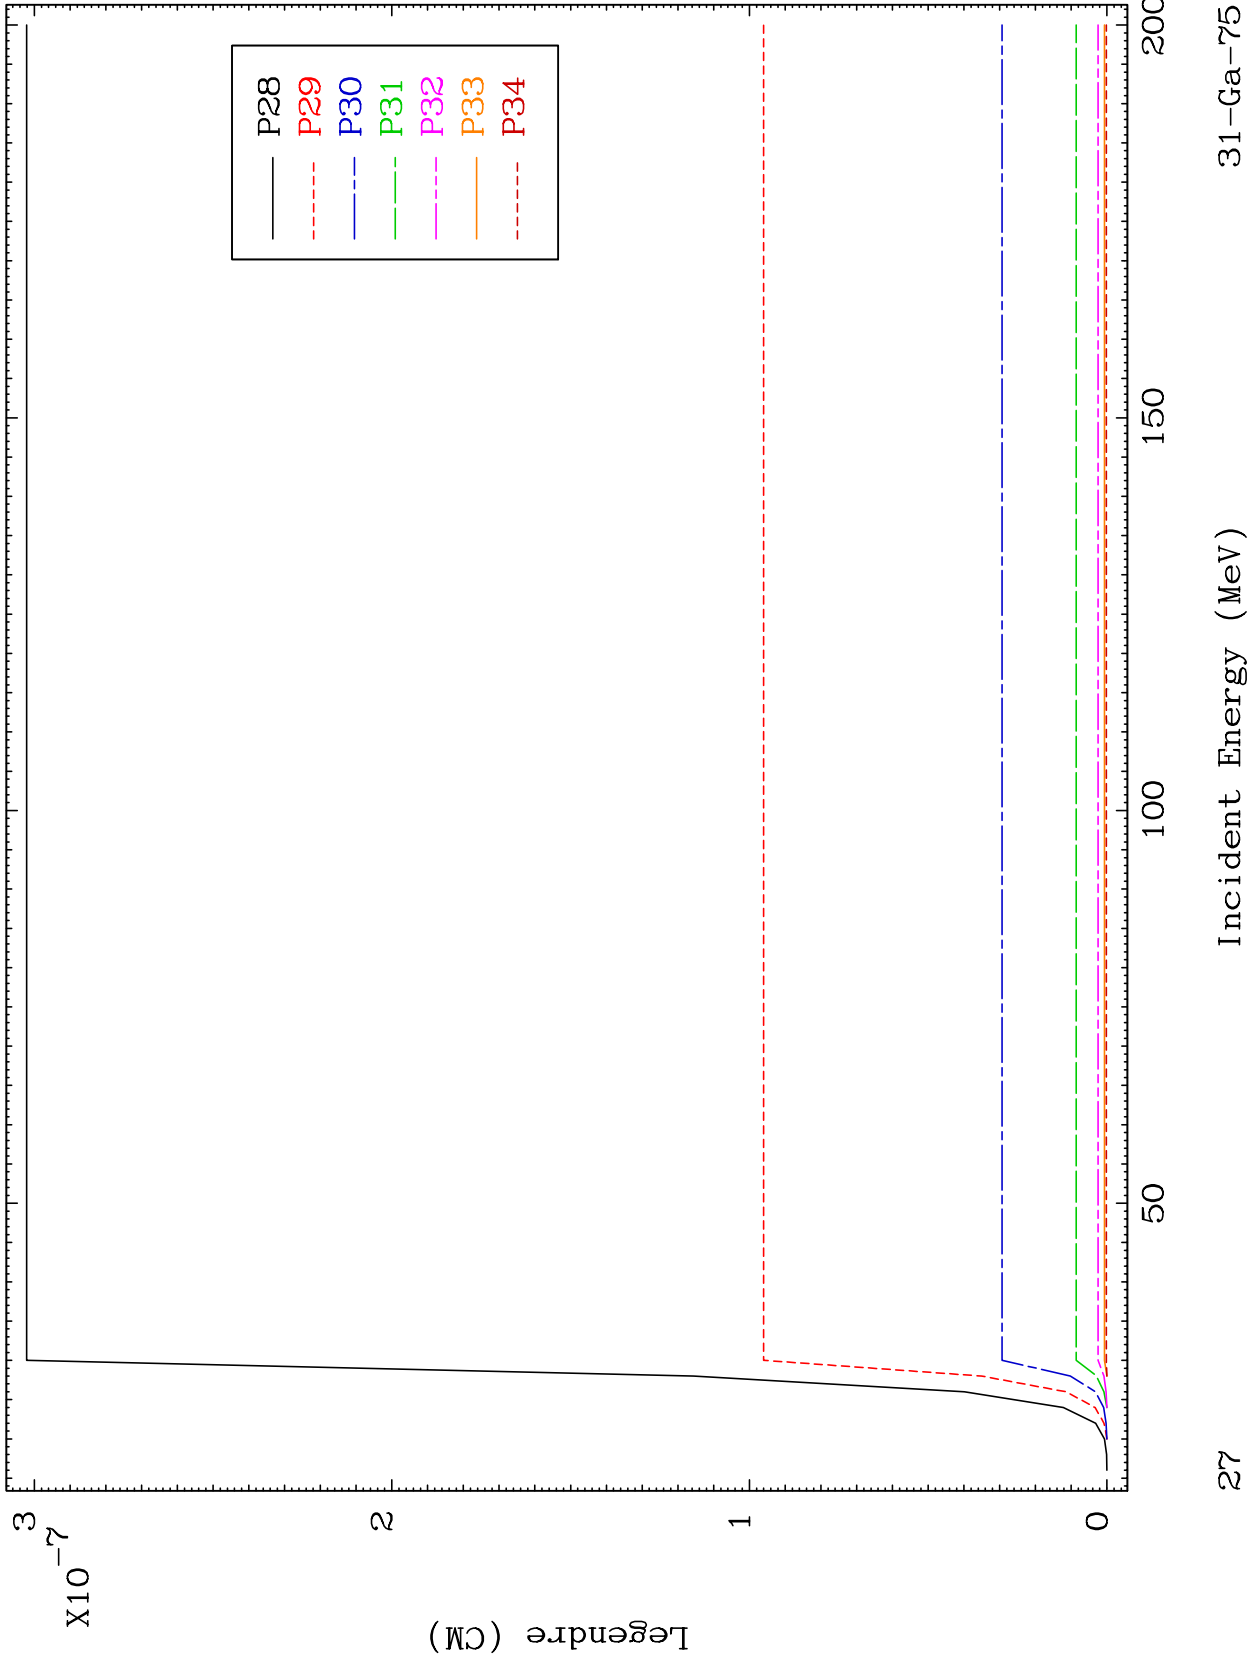 X10-7
3
2
1
0
Legendre (CM)
P28
P29
P30
P31
P32
P33
P34
50
100
150
200
27
Incident Energy (MeV)
31-Ga-75